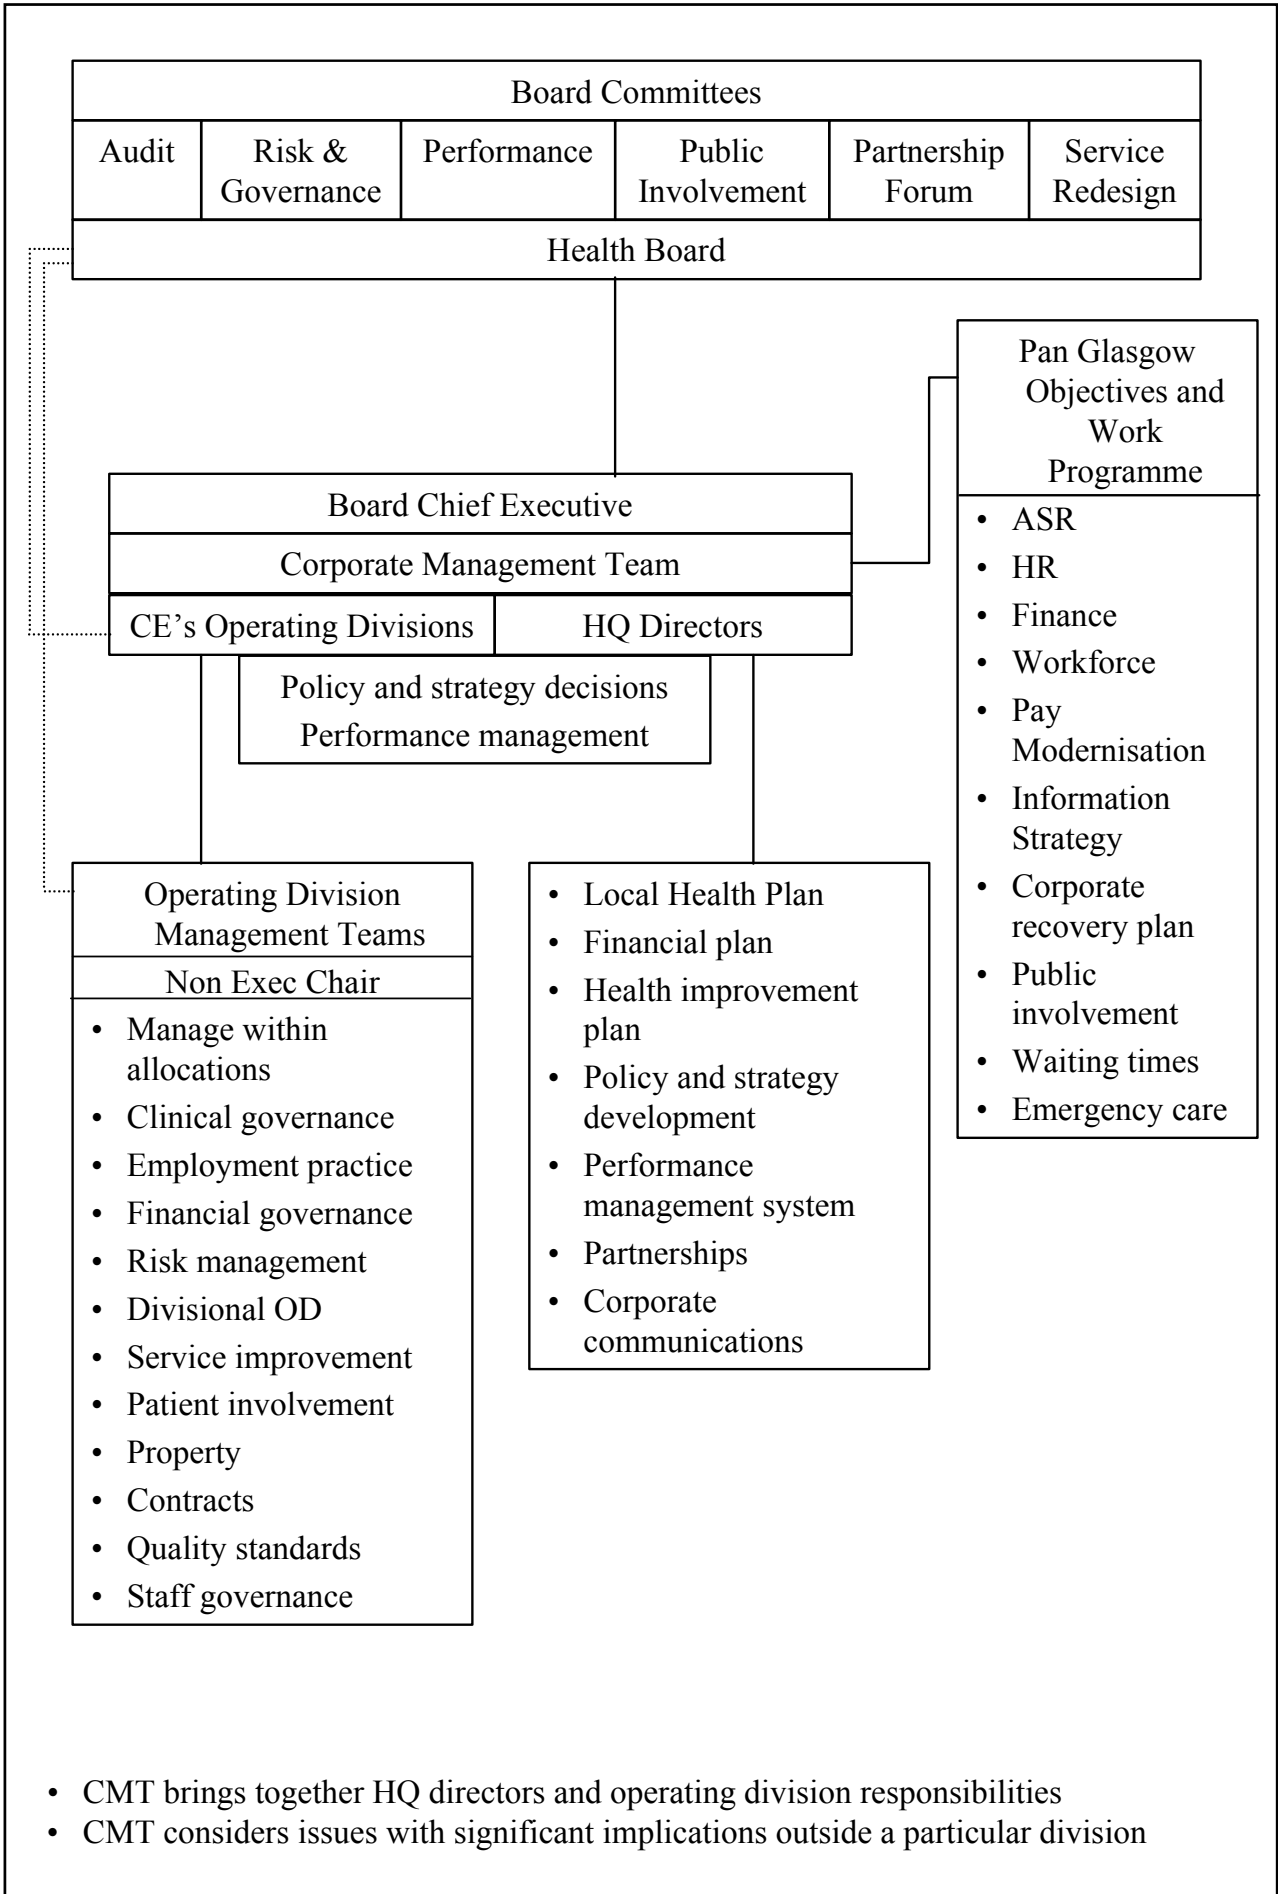 Board Committees
Audit
Risk &
Governance
Performance
Public
Involvement
Partnership
Forum
Service
Redesign
Health Board
Pan Glasgow
Objectives and
Work
Programme
• ASR
• HR
• Finance
• Workforce
• Pay
Modernisation
• Information
Strategy
• Corporate
recovery plan
• Public
involvement
• Waiting times
• Emergency care
Board Chief Executive
Corporate Management Team
CE’s Operating Divisions
HQ Directors
Policy and strategy decisions
Performance management
Operating Division
Management Teams
Non Exec Chair
• Manage within
allocations
• Clinical governance
• Employment practice
• Financial governance
• Risk management
• Divisional OD
• Service improvement
• Patient involvement
• Property
• Contracts
• Quality standards
• Staff governance
• Local Health Plan
• Financial plan
• Health improvement
plan
• Policy and strategy
development
• Performance
management system
• Partnerships
• Corporate
communications
• CMT brings together HQ directors and operating division responsibilities
• CMT considers issues with significant implications outside a particular division